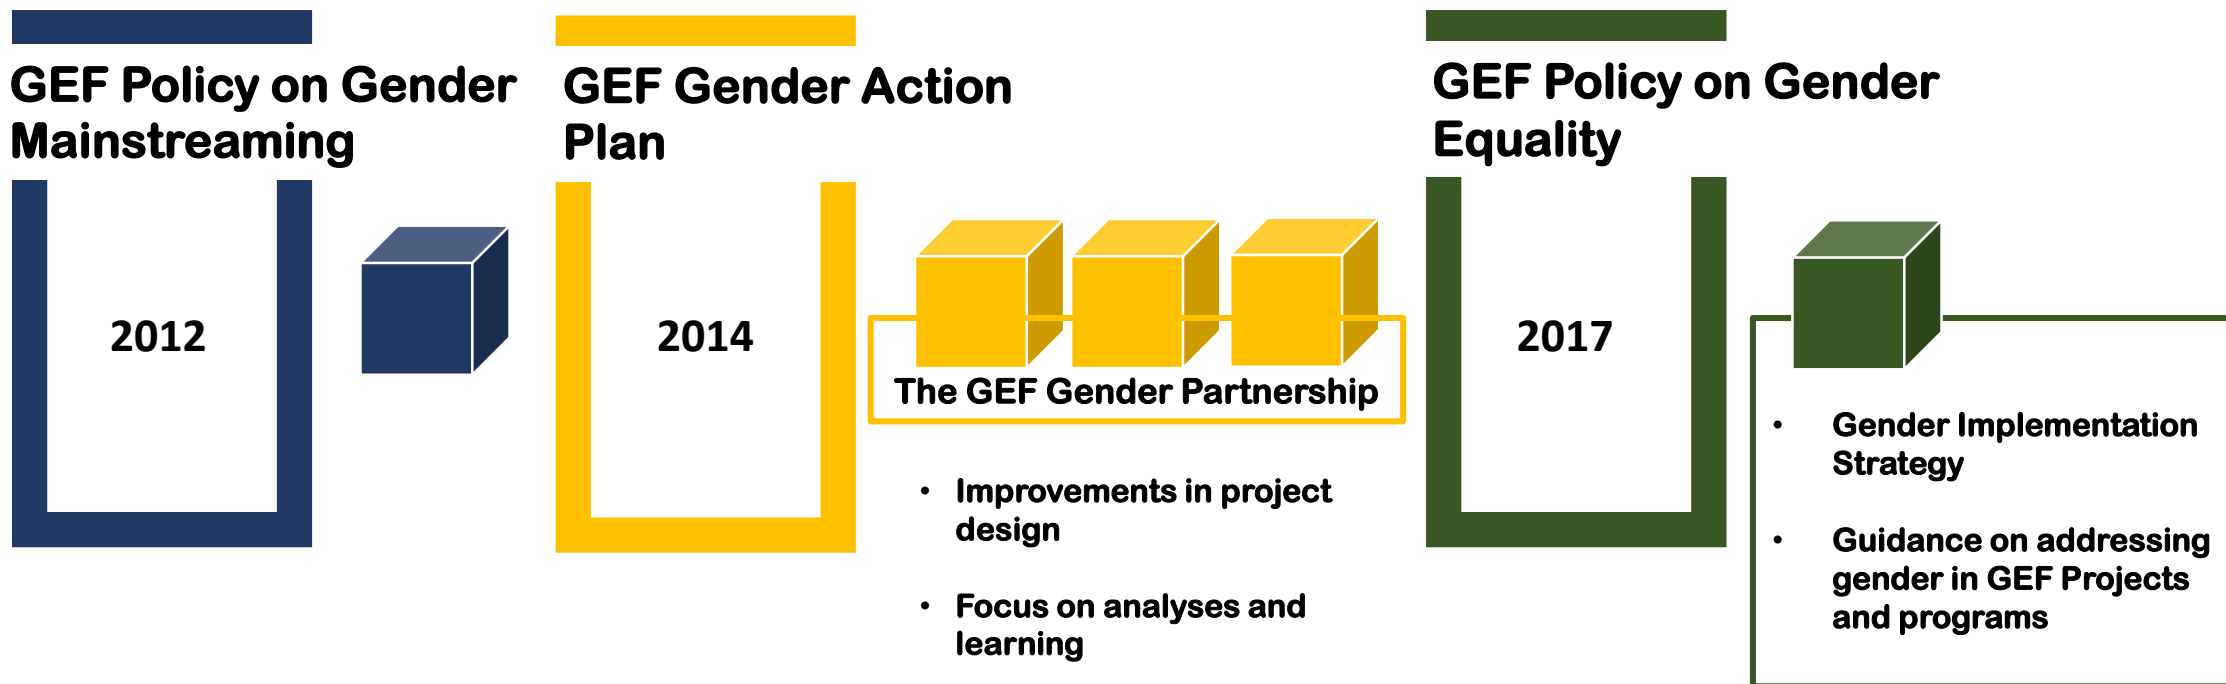 GEF Policy on Gender
Mainstreaming
2012
GEF Gender Action
Plan
2014
The GEF Gender Partnership
• Improvements in project
design
• Focus on analyses and
learning
GEF Policy on Gender
Equality
2017
• Gender Implementation
Strategy
• Guidance on addressing
gender in GEF Projects
and programs